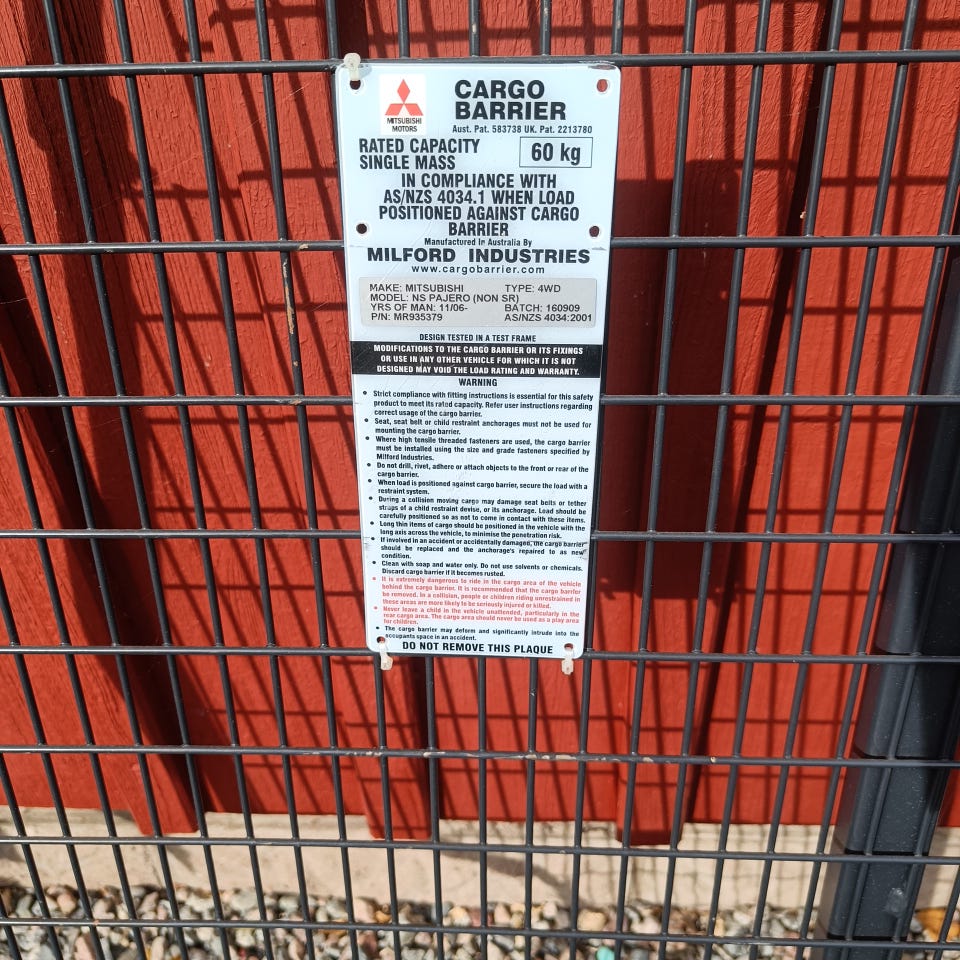 MITSUBISHI
MOTORS
CARGO
BARRIER
Aust. Pat. 583738 UK. Pat. 2213780
RATED CAPACITY
SINGLE MASS
60 kg
IN COMPLIANCE WITH
AS/NZS 4034.1 WHEN LOAD
POSITIONED AGAINST CARGO
BARRIER
Manufactured In Australia By
MILFORD INDUSTRIES
www.cargobarrier.com
MAKE: MITSUBISHI TYPE: 4WD
MODEL: NS PAJERO (NON SR)
YRS OF MAN: 11/06- BATCH: 160909
P/N: MR935379 AS/NZS 4034:2001
DESIGN TESTED IN A TEST FRAME
MODIFICATIONS TO THE CARGO BARRIER OR ITS FIXINGS
OR USE IN ANY OTHER VEHICLE FOR WHICH IT IS NOT
DESIGNED MAY VOID THE LOAD RATING AND WARRANTY.
WARNING
• Strict compliance with fitting instructions is essential for this safety
product to meet its rated capacity. Refer user instructions regarding
correct usage of the cargo barrier.
• Seat, seat belt or child restraint anchorages must not be used for
mounting the cargo barrier.
• Where high tensile threaded fasteners are used, the cargo barrier
must be installed using the size and grade fasteners specified by
Milford Industries.
• Do not drill, rivet, adhere or attach objects to the front or rear of the
cargo barrier.
• When load is positioned against cargo barrier, secure the load with a
restraint system.
• During a collision moving cargo may damage seat belts or tether
straps of a child restraint devise, or its anchorage. Load should be
carefully positioned so as not to come in contact with these items.
• Long thin items of cargo should be positioned in the vehicle with the
long axis across the vehicle, to minimise the penetration risk.
• If involved in an accident or accidentally damaged, the cargo barrier
should be replaced and the anchorage's repaired to as new
condition.
• Clean with soap and water only. Do not use solvents or chemicals.
Discard cargo barrier if it becomes rusted.
• It is extremely dangerous to ride in the cargo area of the vehicle
behind the cargo barrier. It is recommended that the cargo barrier
be removed. In a collision, people or children riding unrestrained in
these areas are more likely to be seriously injured or killed.
• Never leave a child in the vehicle unattended, particularly in the
rear cargo area. The cargo area should never be used as a play area
for children.
• The cargo barrier may deform and significantly intrude into the
occupants space in an accident.
DO NOT REMOVE THIS PLAQUE